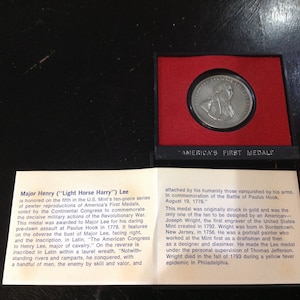 "AMERICA'S FIRST MEDALS"
Major Henry ("Light Horse Harry") Lee
is honored on the fifth in the U.S. Mint's ten-piece series
of pewter reproductions of America's First Medals,
voted by the Continental Congress to commemorate
the decisive military actions of the Revolutionary War.
This medal was awarded to Major Lee for his daring
pre-dawn assault at Paulus Hook in 1779. It features
on the obverse the bust of Major Lee, facing right,
and the inscription, in Latin, "The American Congress
to Henry Lee, major of cavalry." On the reverse is
inscribed in Latin within a laurel wreath, "Notwith-
standing rivers and ramparts, he conquered, with
a handful of men, the enemy by skill and valor, and
attached by his humanity those vanquished by his arms.
In commemoration of the Battle of Paulus Hook,
August 19, 1779."
This medal was originally struck in gold and was the
only one of the ten to be designed by an American—
Joseph Wright, the first engraver of the United States
Mint created in 1792. Wright was born in Bordentown,
New Jersey, in 1756. He was a portrait painter who
worked at the Mint first as a draftsman and then
as a designer and diesinker. He made the Lee medal
under the personal supervision of Thomas Jefferson.
Wright died in the fall of 1793 during a yellow fever
epidemic in Philadelphia.